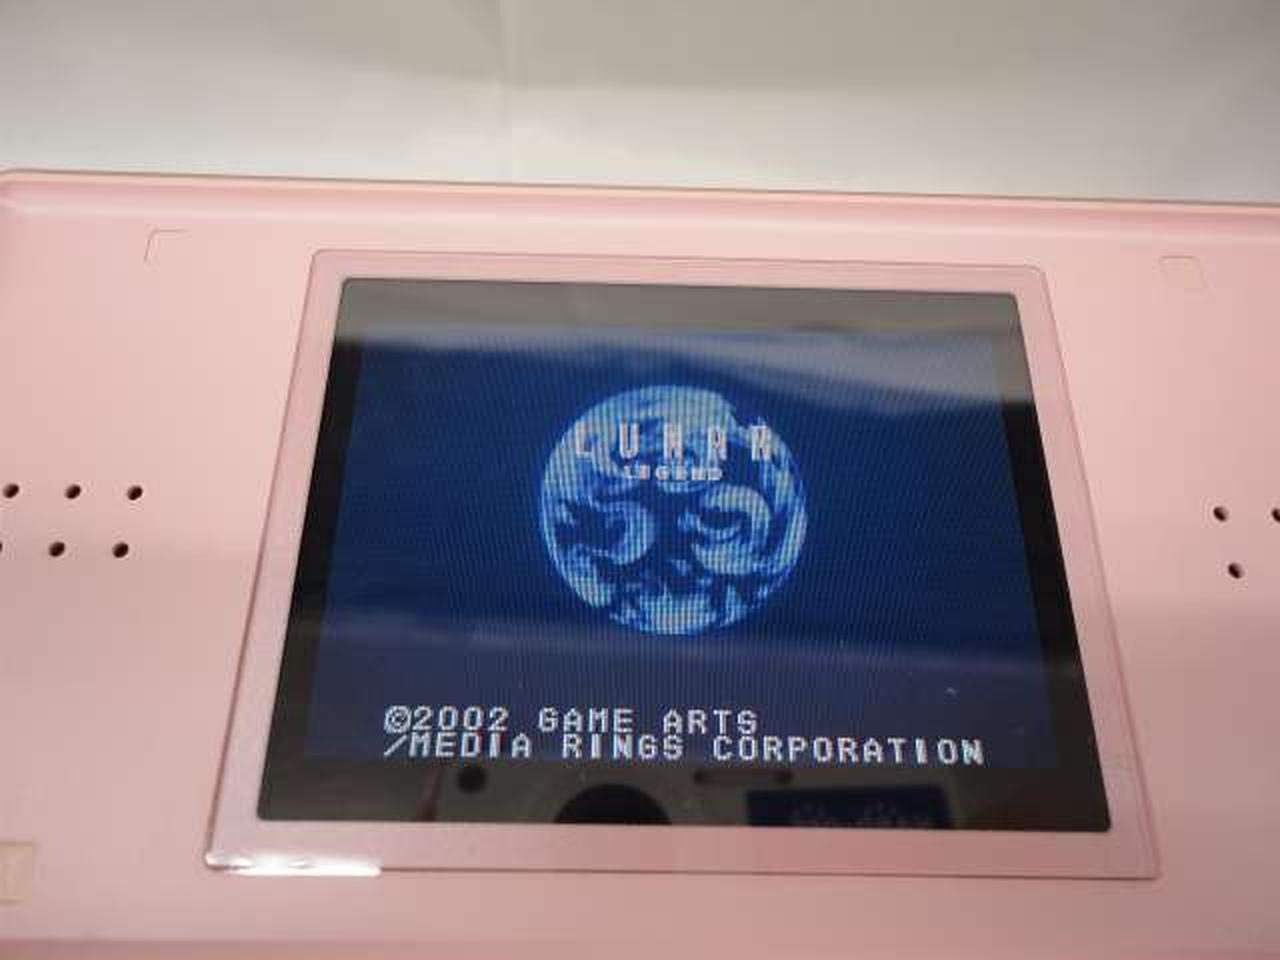 LUNAR
LEGEND
©2002 GAME ARTS
/MEDIA RINGS CORPORATION